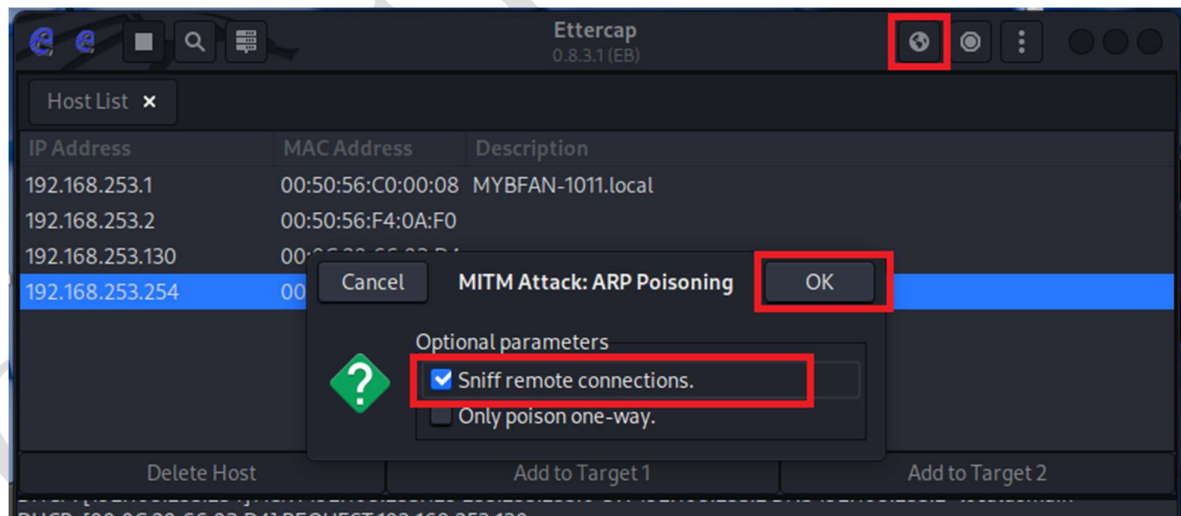 Ettercap
0.8.3.1 (EB)
Host List ×
IP Address MAC Address Description
192.168.253.1 00:50:56:C0:00:08 MYBFAN-1011.local
192.168.253.2 00:50:56:F4:0A:F0
192.168.253.130
192.168.253.254 00
Cancel MITM Attack: ARP Poisoning OK
Optional parameters
Sniff remote connections.
Only poison one-way.
Delete Host Add to Target 1 Add to Target 2